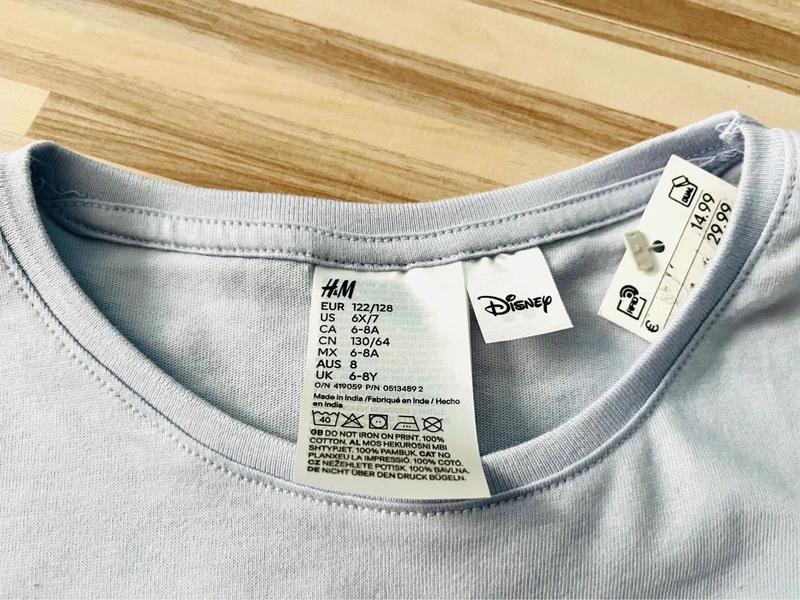 H&M
EUR 122/128
US 6X/7
CA 6-8A
CN 130/64
MX 6-8A
AUS 8
UK 6-8Y
O/N 419059 P/N 0513489 2
Made in India /Fabriqué en Inde / Hecho
en India
40
GB DO NOT IRON ON PRINT. 100%
COTTON. AL MOS HEKUROSNI MBI
SHTYPJET. 100% PAMBUK. CAT NO
PLANXEU LA IMPRESSIÓ. 100% COTÓ.
CZ NEŽEHLETE POTISK. 100% BAVLNA.
DE NICHT ÜBER DEN DRUCK BÜGELN.
Disney
14.99
29.99
€
RFID